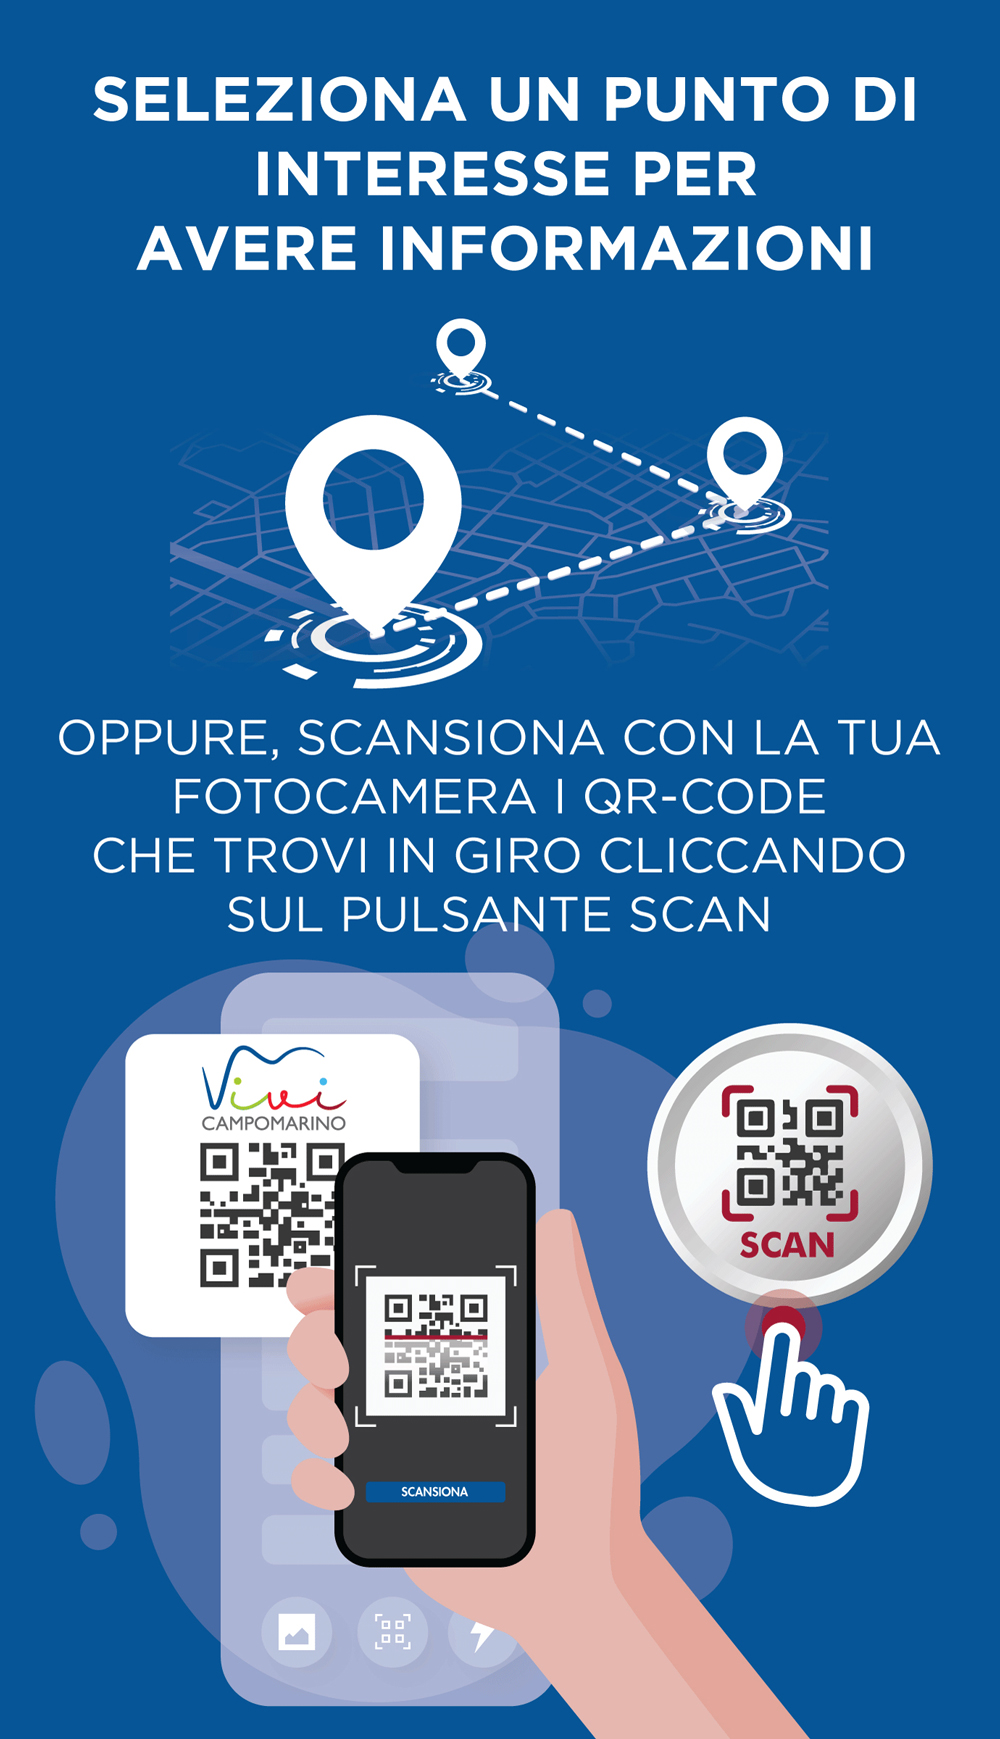 SELEZIONA UN PUNTO DI
INTERESSE PER
AVERE INFORMAZIONI
OPPURE, SCANSIONA CON LA TUA
FOTOCAMERA I QR-CODE
CHE TROVI IN GIRO CLICCANDO
SUL PULSANTE SCAN
Vivi
CAMPOMARINO
SCAN
SCANSIONA